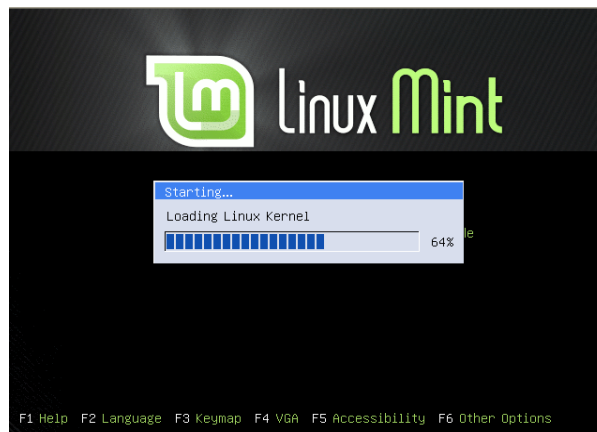 Linux Mint
Starting...
Loading Linux Kernel
64%
le
F1 Help F2 Language F3 Keymap F4 VGA F5 Accessibility F6 Other Options